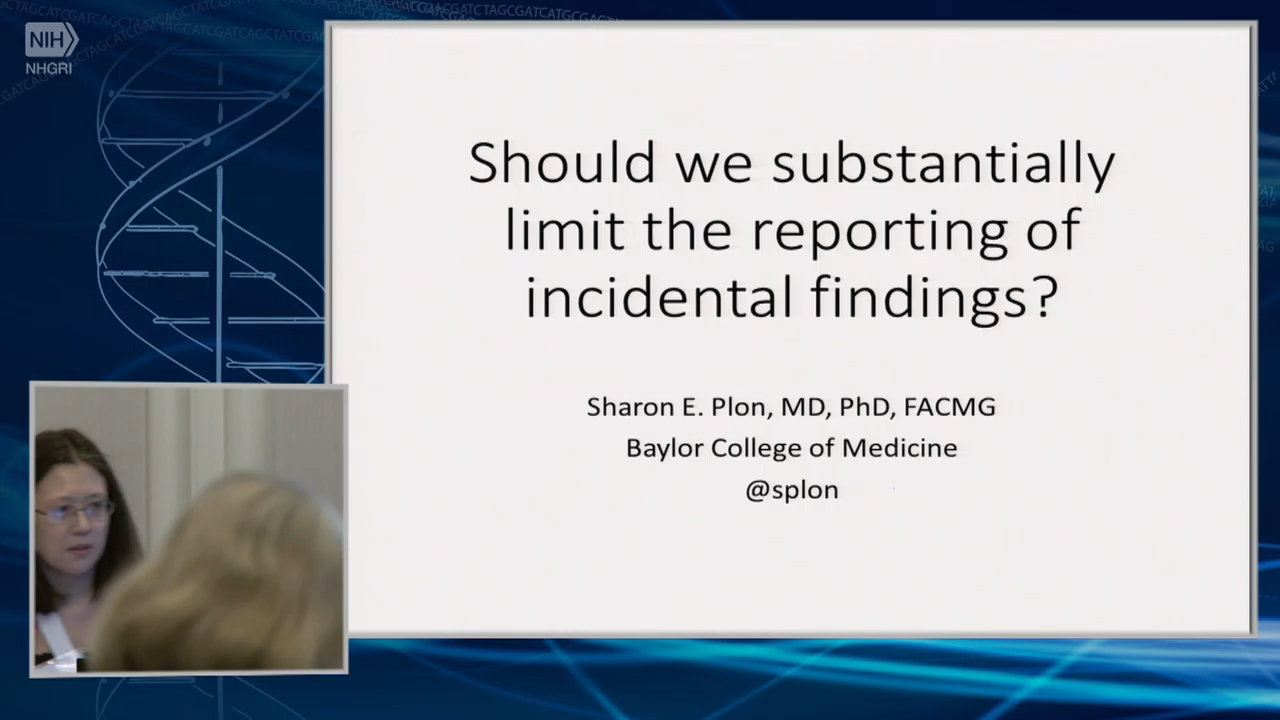 NIH
NHGRI
Should we substantially
limit the reporting of
incidental findings?
Sharon E. Plon, MD, PhD, FACMG
Baylor College of Medicine
@splon